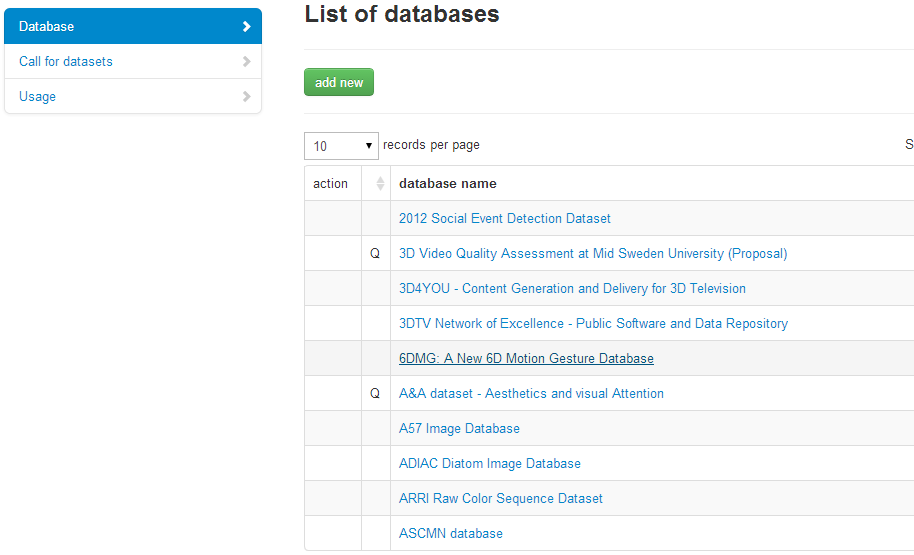 Database
Call for datasets
Usage
List of databases
add new
10 records per page S
action database name
2012 Social Event Detection Dataset
Q 3D Video Quality Assessment at Mid Sweden University (Proposal)
3D4YOU - Content Generation and Delivery for 3D Television
3DTV Network of Excellence - Public Software and Data Repository
6DMG: A New 6D Motion Gesture Database
Q A&A dataset - Aesthetics and visual Attention
A57 Image Database
ADIAC Diatom Image Database
ARRI Raw Color Sequence Dataset
ASCMN database